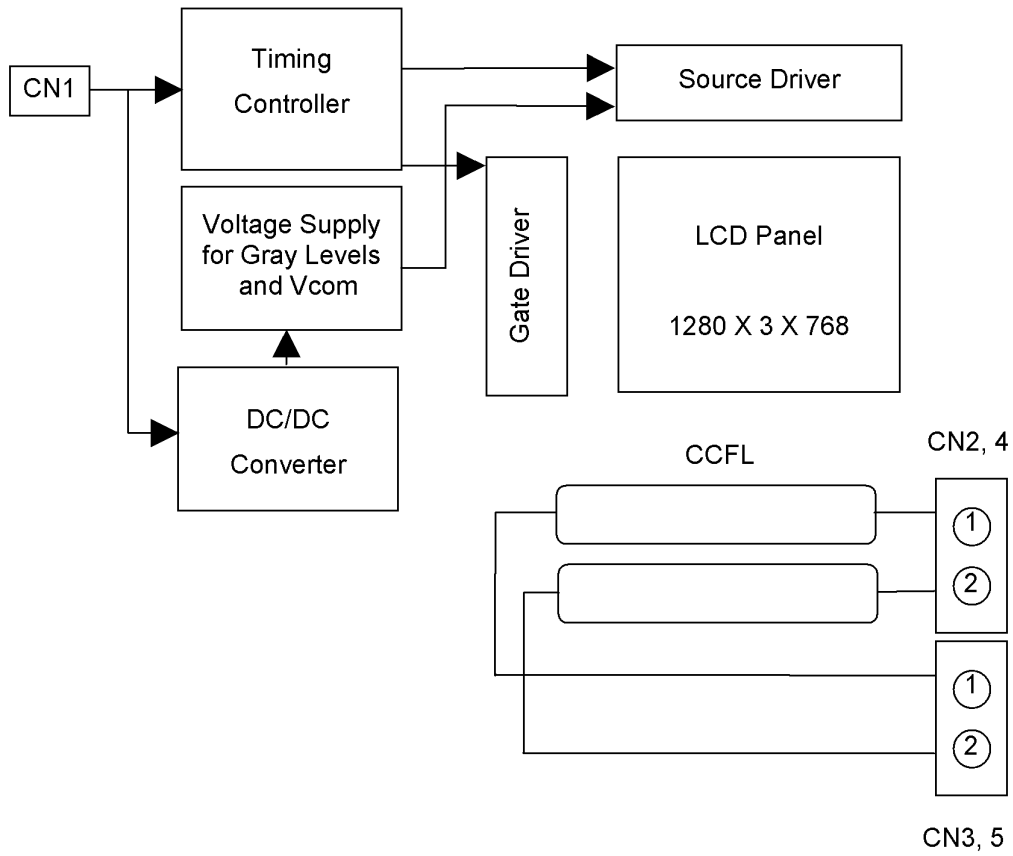 CN1
Timing
Controller
Source Driver
Voltage Supply
for Gray Levels
and Vcom
Gate Driver
LCD Panel
1280 X 3 X 768
DC/DC
Converter
CCFL
CN2, 4
1
2
1
2
CN3, 5